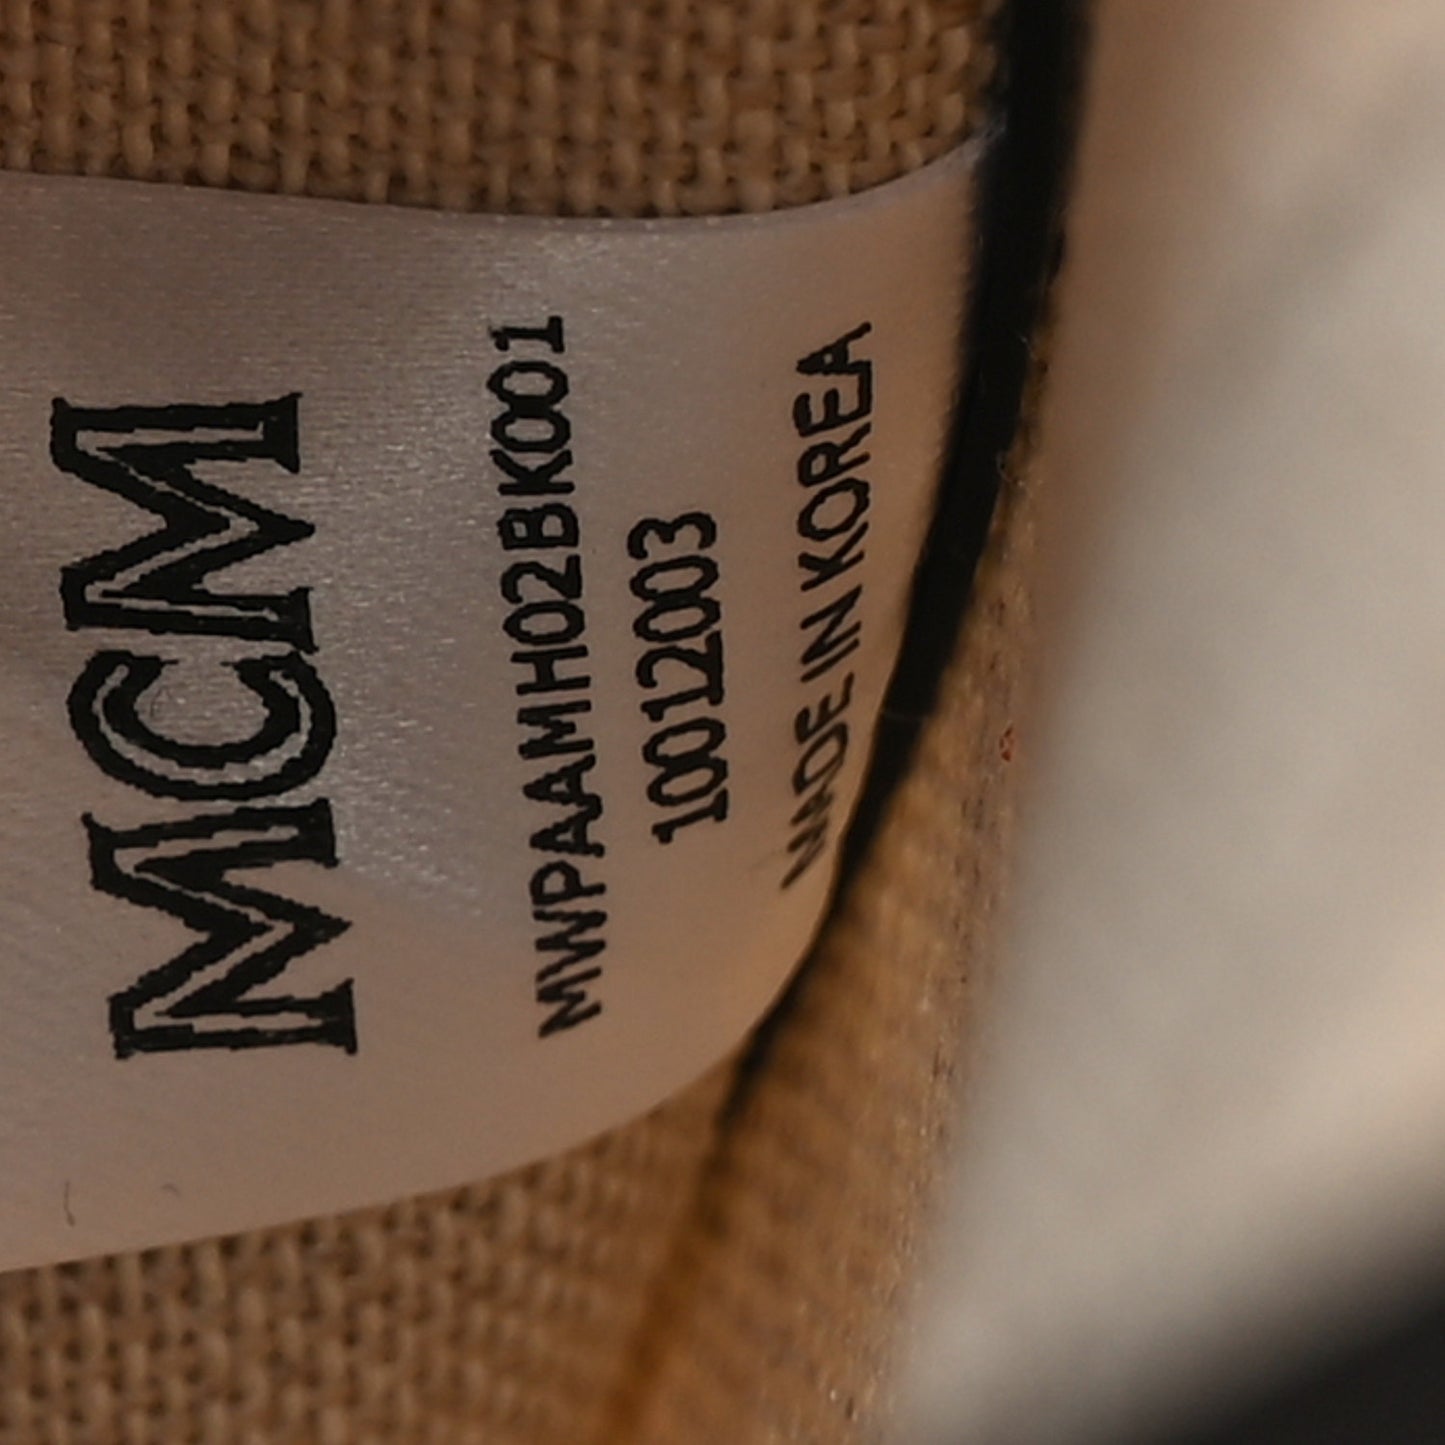 MCM
MWPAAMH02BK001
10012003
MADE IN KOREA